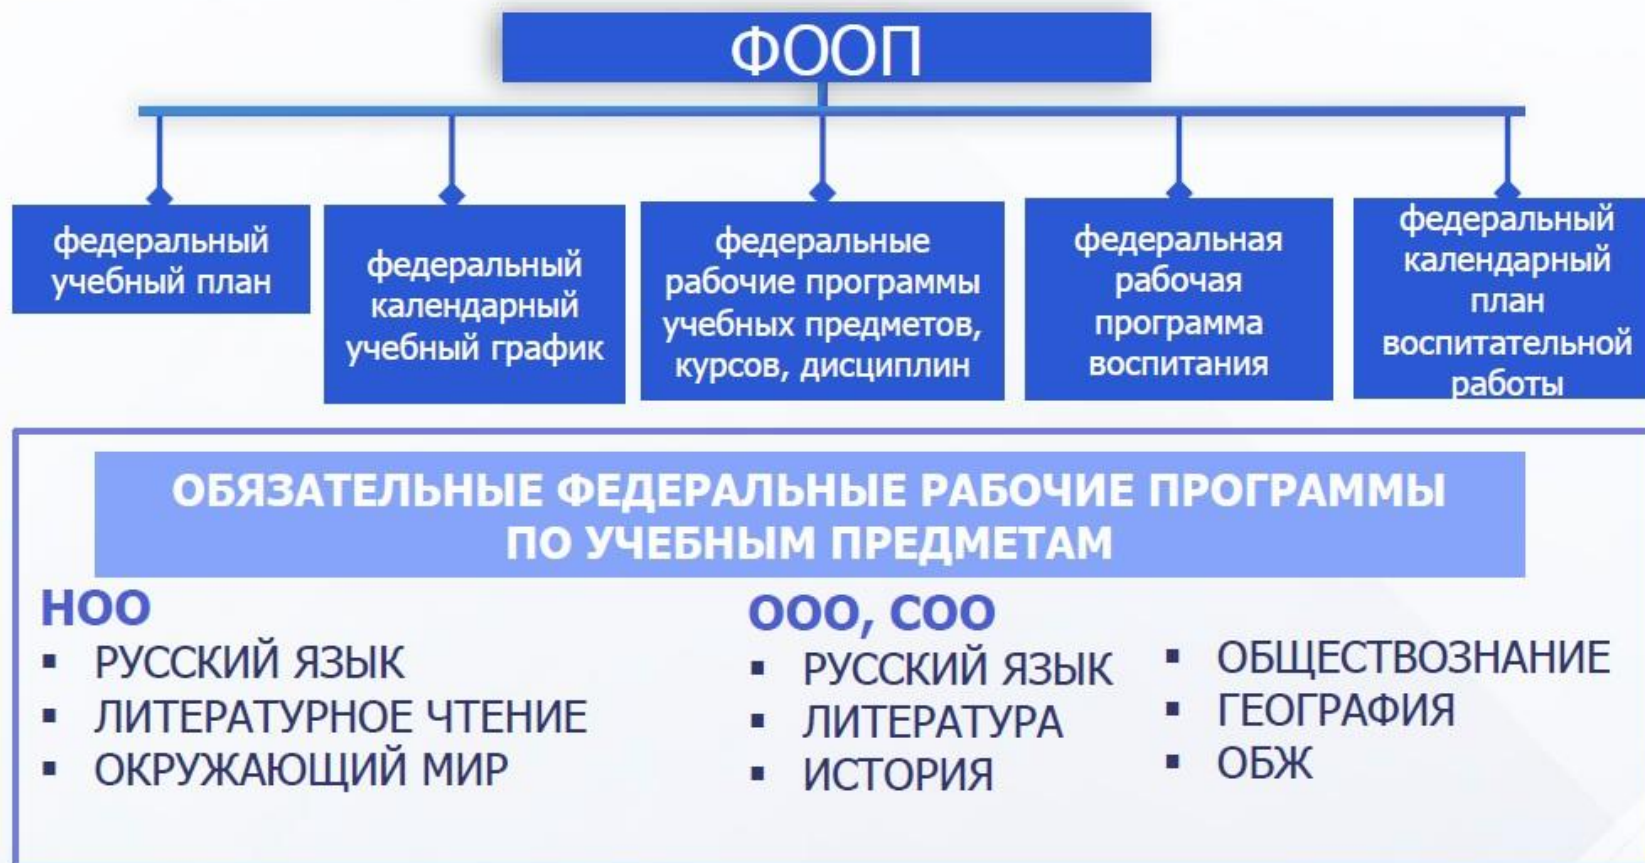 ФООП
федеральный
учебный план
федеральный
календарный
учебный график
федеральные
рабочие программы
учебных предметов,
курсов, дисциплин
федеральная
рабочая
программа
воспитания
федеральный
календарный
план
воспитательной
работы
ОБЯЗАТЕЛЬНЫЕ ФЕДЕРАЛЬНЫЕ РАБОЧИЕ ПРОГРАММЫ
ПО УЧЕБНЫМ ПРЕДМЕТАМ
НОО
▪ РУССКИЙ ЯЗЫК
▪ ЛИТЕРАТУРНОЕ ЧТЕНИЕ
▪ ОКРУЖАЮЩИЙ МИР
ООО, СОО
▪ РУССКИЙ ЯЗЫК
▪ ЛИТЕРАТУРА
▪ ИСТОРИЯ
▪ ОБЩЕСТВОЗНАНИЕ
▪ ГЕОГРАФИЯ
▪ ОБЖ